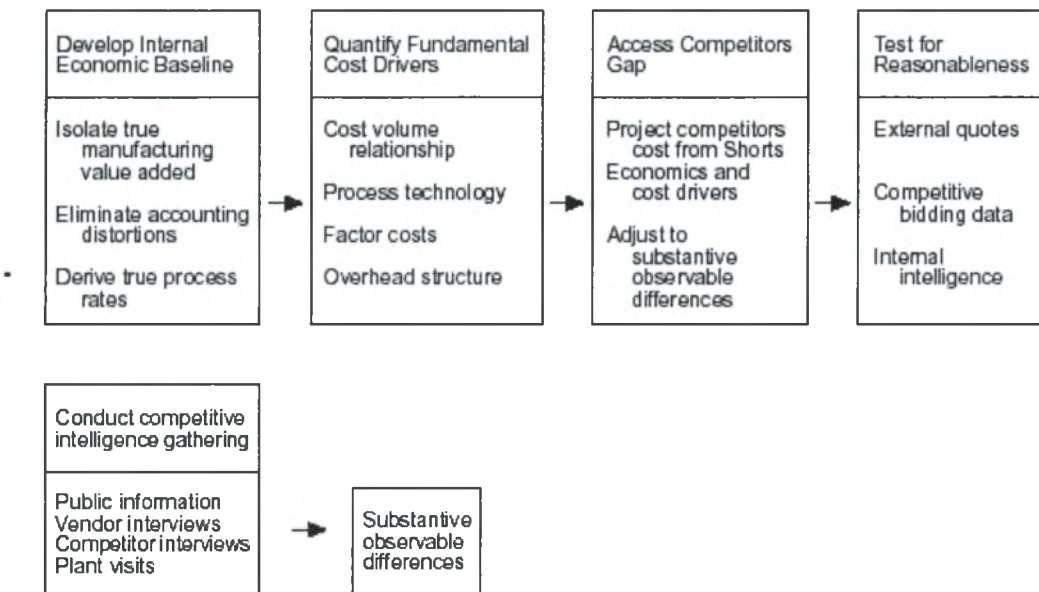 Develop Internal
Economic Baseline
Isolate true
manufacturing
value added
Eliminate accounting
distortions
Derive true process
rates
Quantify Fundamental
Cost Drivers
Cost volume
relationship
Process technology
Factor costs
Overhead structure
Access Competitors
Gap
Project competitors
cost from Shorts
Economics and
cost drivers
Adjust to
substantive
observable
differences
Test for
Reasonableness
External quotes
Competitive
bidding data
Internal
intelligence
Conduct competitive
intelligence gathering
Public information
Vendor interviews
Competitor interviews
Plant visits
Substantive
observable
differences